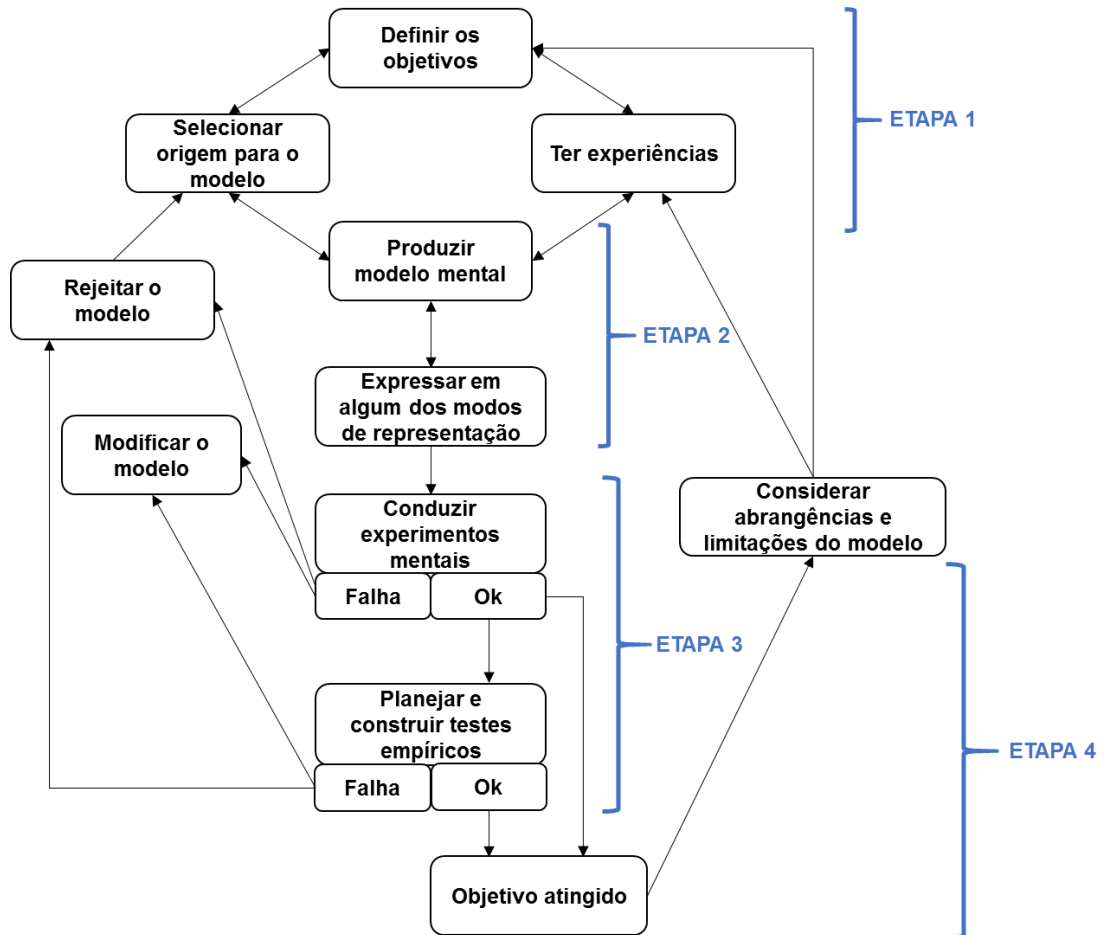 Definir os
objetivos
ETAPA 1
Selecionar
origem para o
modelo
Ter experiências
Produzir
modelo mental
Rejeitar o
modelo
ETAPA 2
Expressar em
algum dos modos
de representação
Modificar o
modelo
Conduzir
experimentos
mentais
Falha
Ok
Considerar
abrangências e
limitações do modelo
ETAPA 3
Planejar e
construir testes
empíricos
Falha
Ok
ETAPA 4
Objetivo atingido